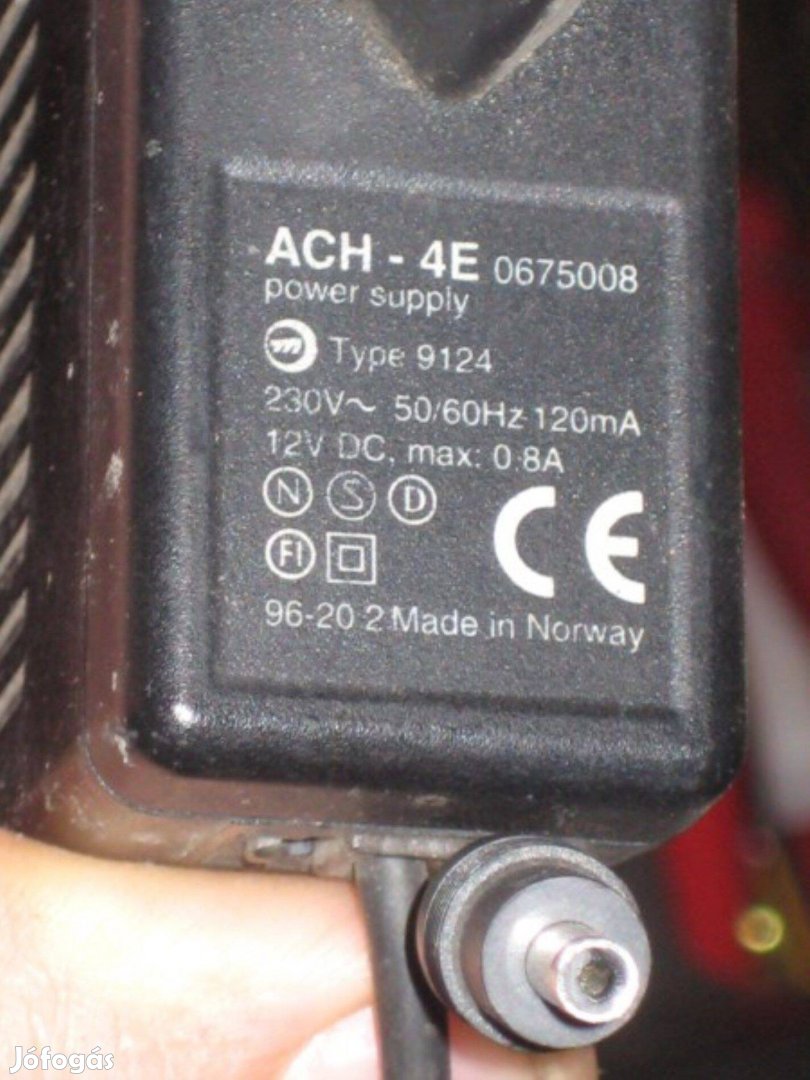 ACH - 4E 0675008
power supply
Type 9124
230V~ 50/60Hz 120mA
12V DC, max: 0.8A
N S D
FI
CE
96-20 2 Made in Norway
Jófogás